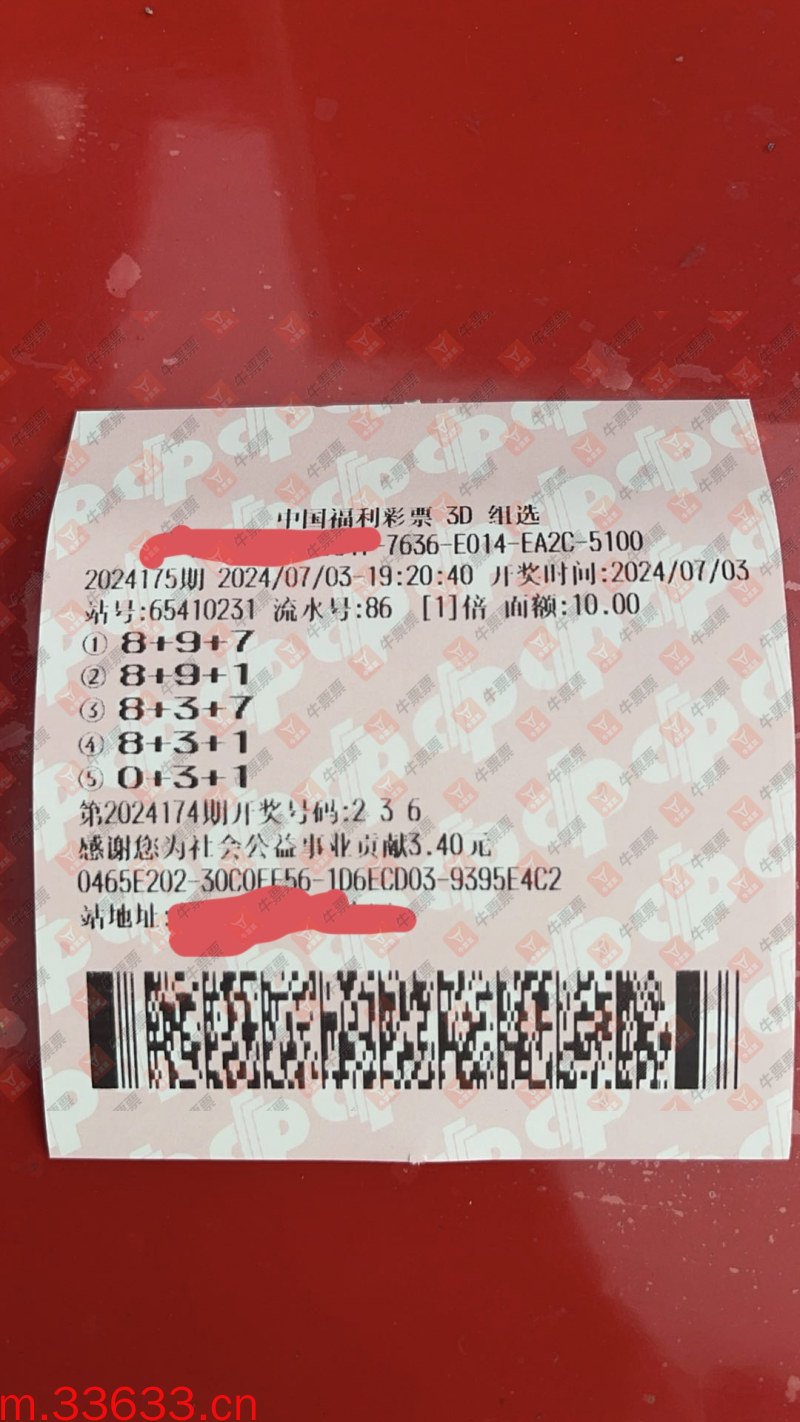 中国福利彩票 3D 组选
-7636-E014-EA2C-5100
2024175期 2024/07/03-19:20:40 开奖时间:2024/07/03
站号:65410231 流水号:86 [1]倍 面额:10.00
① 8+9+7
② 8+9+1
③ 8+3+7
④ 8+3+1
⑤ 0+3+1
第2024174期开奖号码:2 3 6
感谢您为社会公益事业贡献3.40元
0465E202-30C0EE56-1D6ECD03-9395E4C2
站地址:
牛票票
m.33633.cn